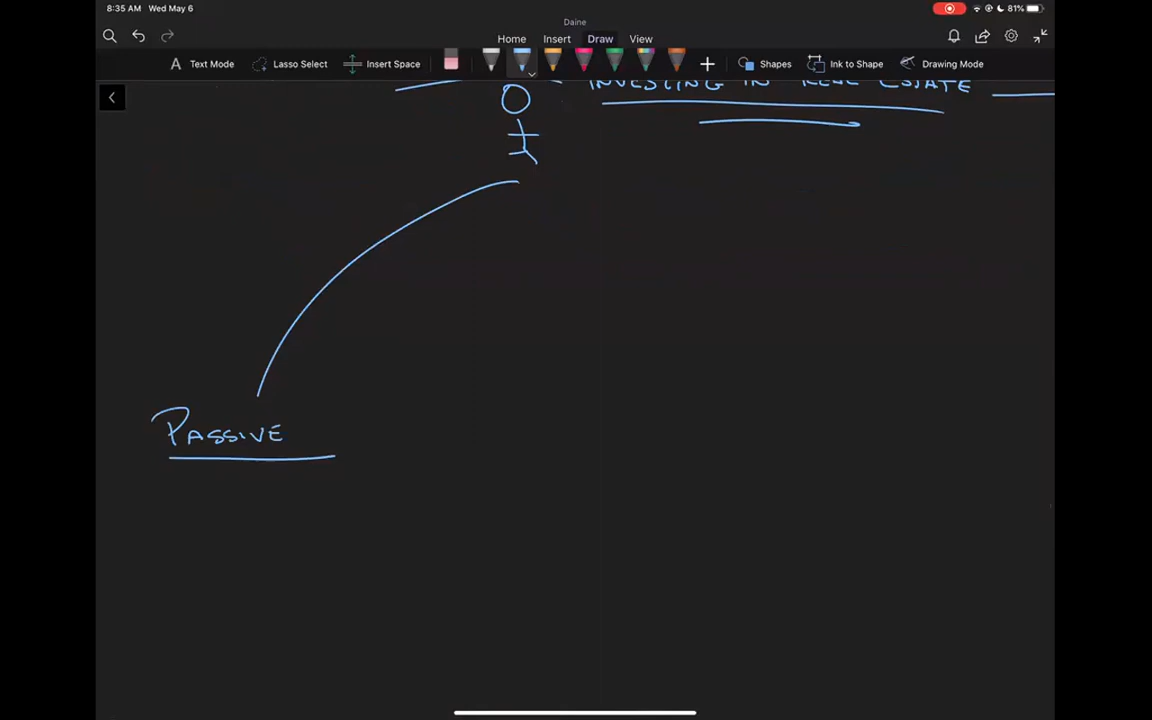 8:35 AM Wed May 6
81%
Daine
Home Insert Draw View
A Text Mode Lasso Select Insert Space Shapes Ink to Shape Drawing Mode
INVESTING IN REAL ESTATE
PASSIVE